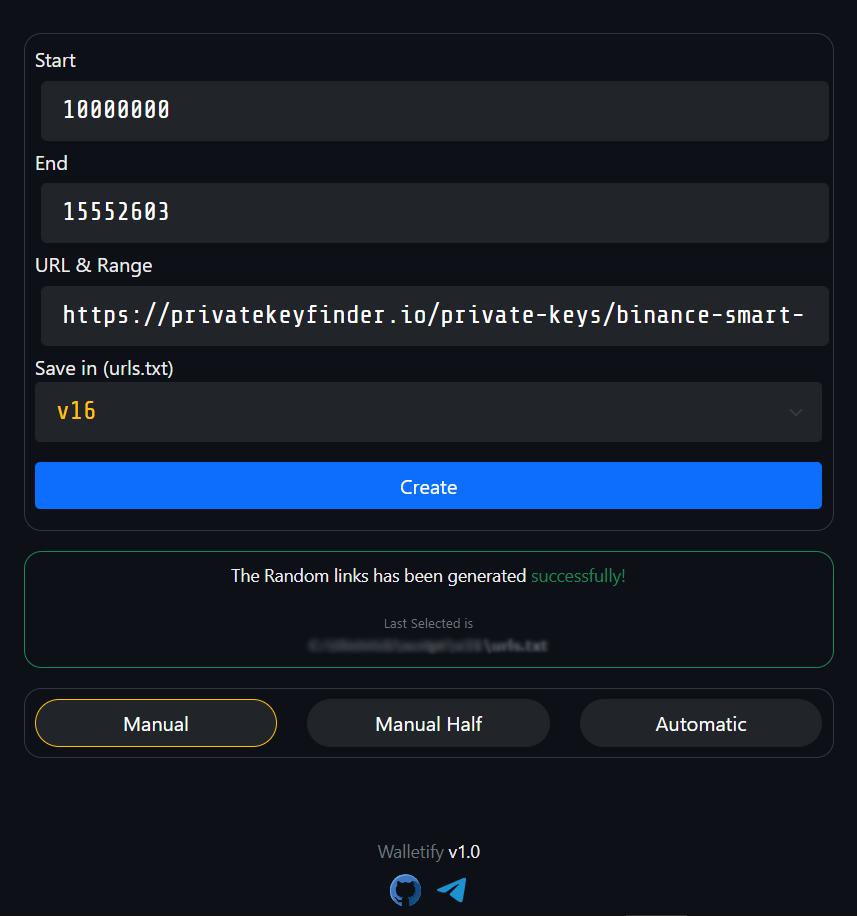 Start
10000000
End
15552603
URL & Range
https://privatekeyfinder.io/private-keys/binance-smart-
Save in (urls.txt)
v16
Create
The Random links has been generated successfully!
Last Selected is
\urls.txt
Manual
Manual Half
Automatic
Walletify v1.0